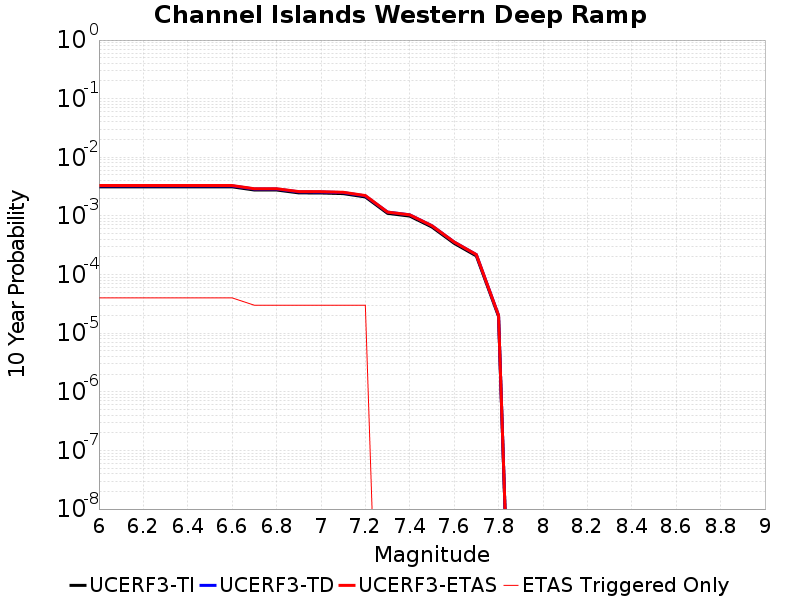 Channel Islands Western Deep Ramp
10 Year Probability
10^0
10^-1
10^-2
10^-3
10^-4
10^-5
10^-6
10^-7
10^-8
6 6.2 6.4 6.6 6.8 7 7.2 7.4 7.6 7.8 8 8.2 8.4 8.6 8.8 9
Magnitude
UCERF3-TI UCERF3-TD UCERF3-ETAS ETAS Triggered Only